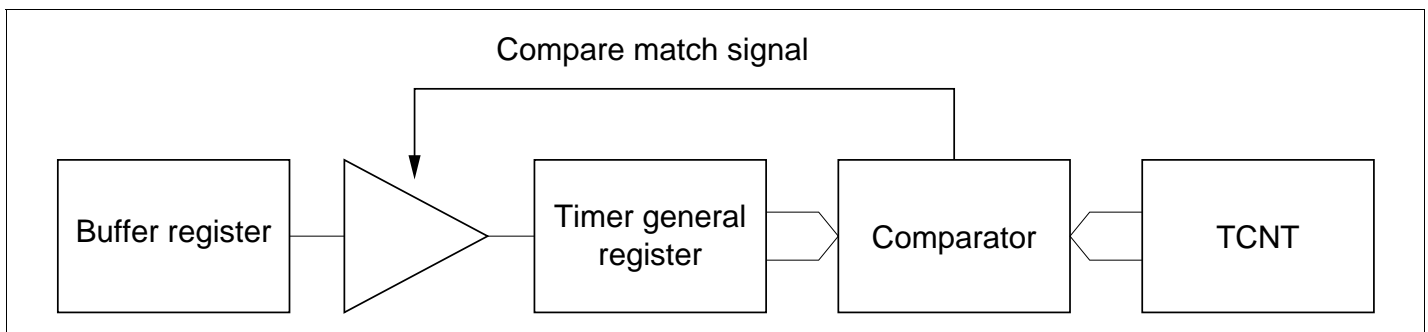 Compare match signal
Buffer register
Timer general
register
Comparator
TCNT